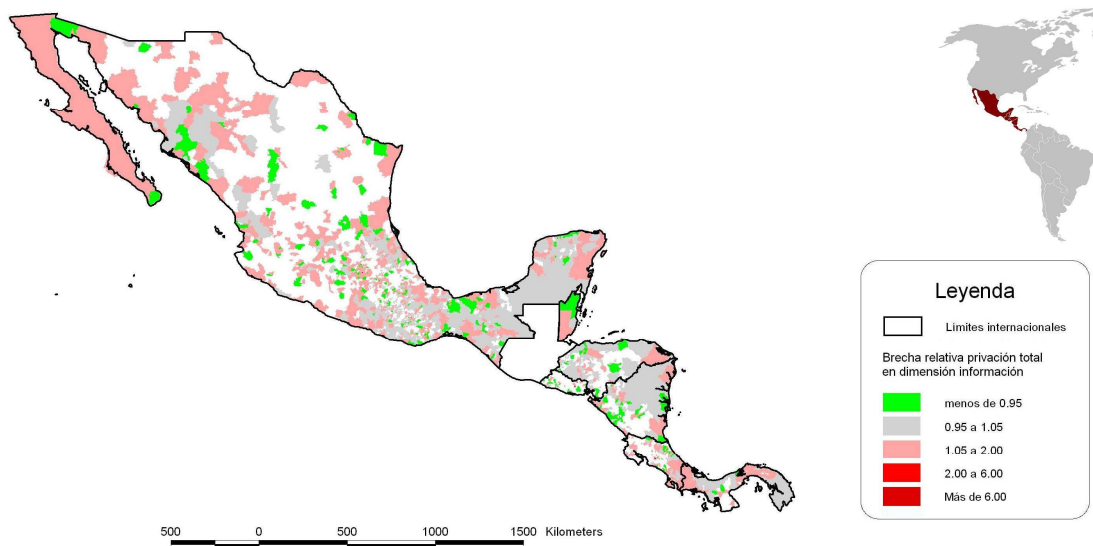 Leyenda
Límites internacionales
Brecha relativa privación total
en dimensión información
menos de 0.95
0.95 a 1.05
1.05 a 2.00
2.00 a 6.00
Más de 6.00
500 0 500 1000 1500 Kilometers